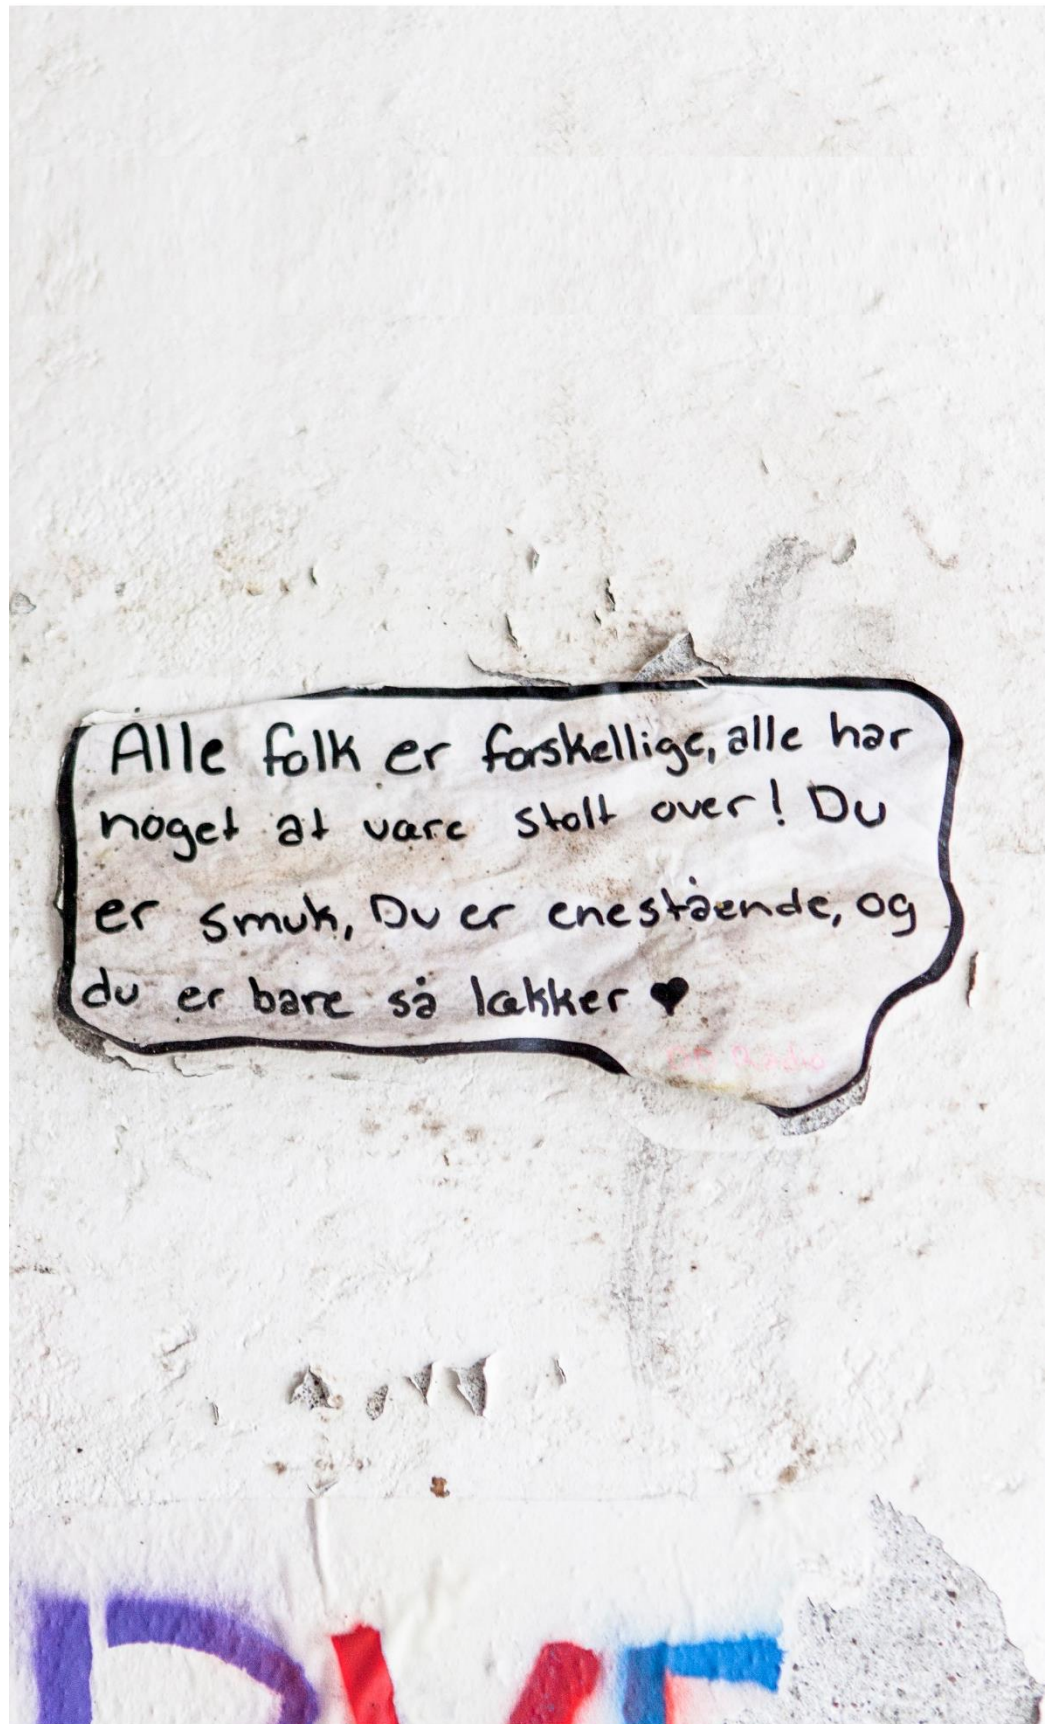 Alle folk er forskellige, alle har
noget at være stolt over! Du
er smuk, Du er enestående, og
du er bare så lækker ♥